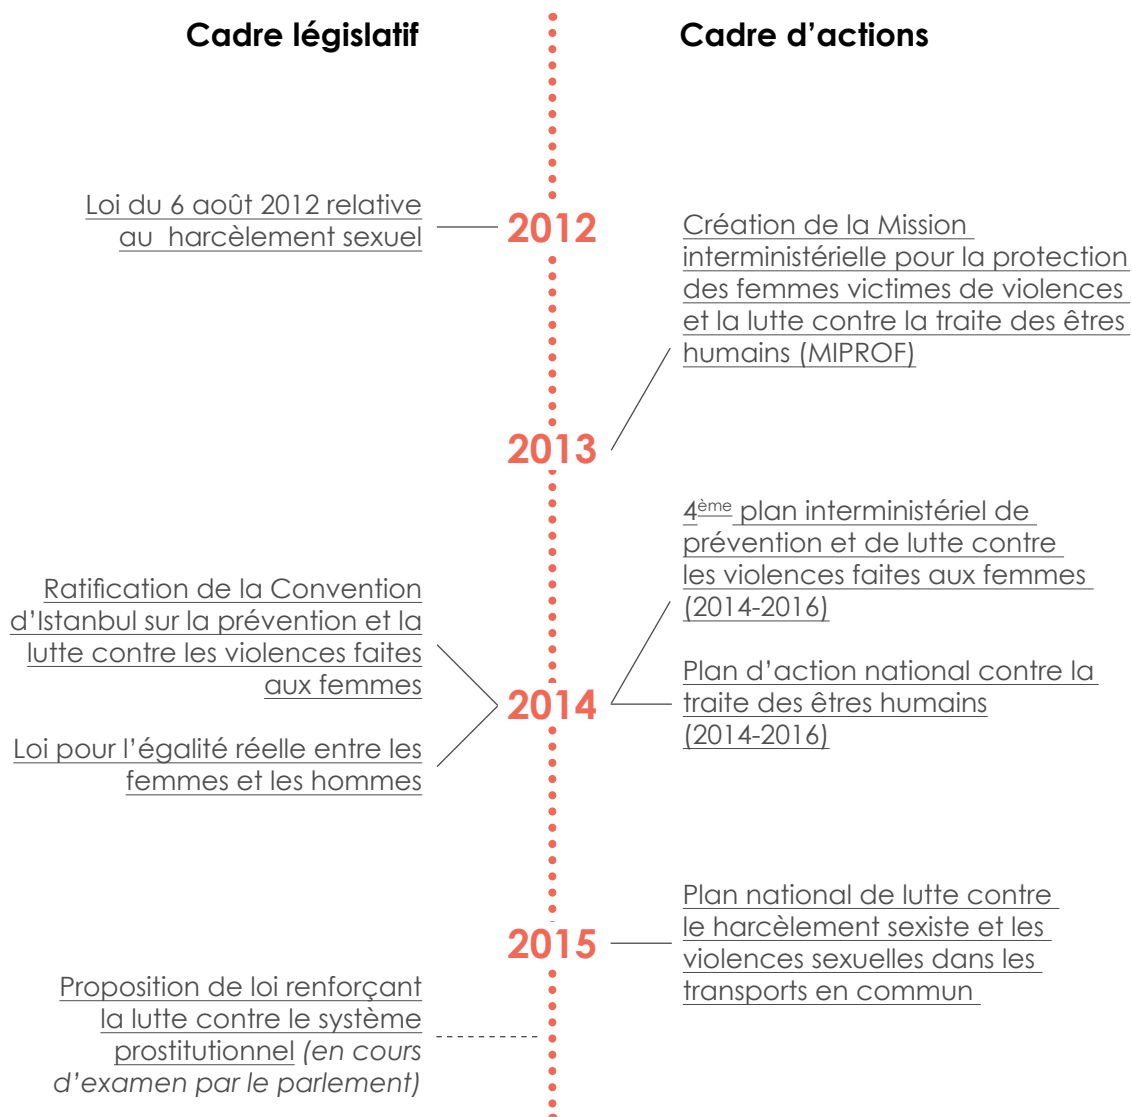 Cadre législatif
Cadre d'actions
Loi du 6 août 2012 relative
au harcèlement sexuel
2012
Création de la Mission
interministérielle pour la protection
des femmes victimes de violences
et la lutte contre la traite des êtres
humains (MIPROF)
2013
4ème plan interministériel de
prévention et de lutte contre
les violences faites aux femmes
(2014-2016)
Ratification de la Convention
d'Istanbul sur la prévention et la
lutte contre les violences faites
aux femmes
Plan d'action national contre la
traite des êtres humains
(2014-2016)
2014
Loi pour l'égalité réelle entre les
femmes et les hommes
Plan national de lutte contre
le harcèlement sexiste et les
violences sexuelles dans les
transports en commun
2015
Proposition de loi renforçant
la lutte contre le système
prostitutionnel (en cours
d'examen par le parlement)